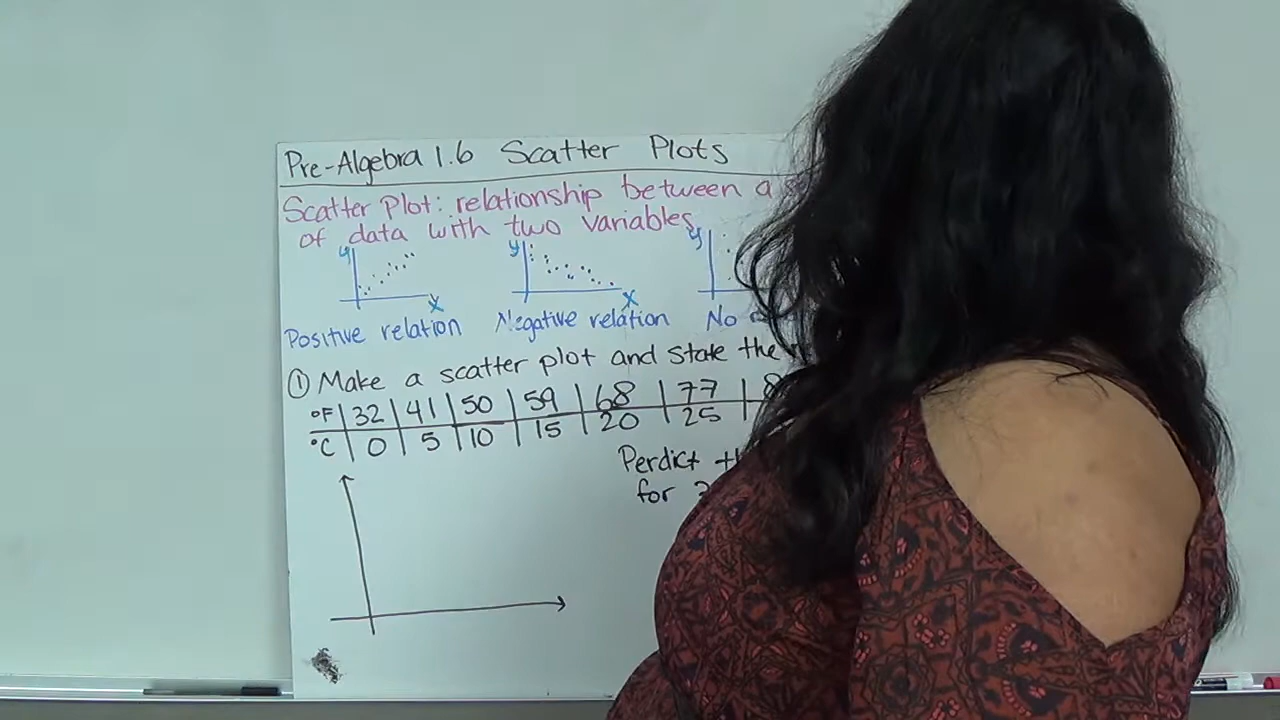 Pre-Algebra 1.6 Scatter Plots
Scatter Plot: relationship between a
of data with two variables
y x y x y
Positive relation Negative relation No
① Make a scatter plot and state the
°F 32 41 50 59 68 77 8
°C 0 5 10 15 20 25
Perdict
for